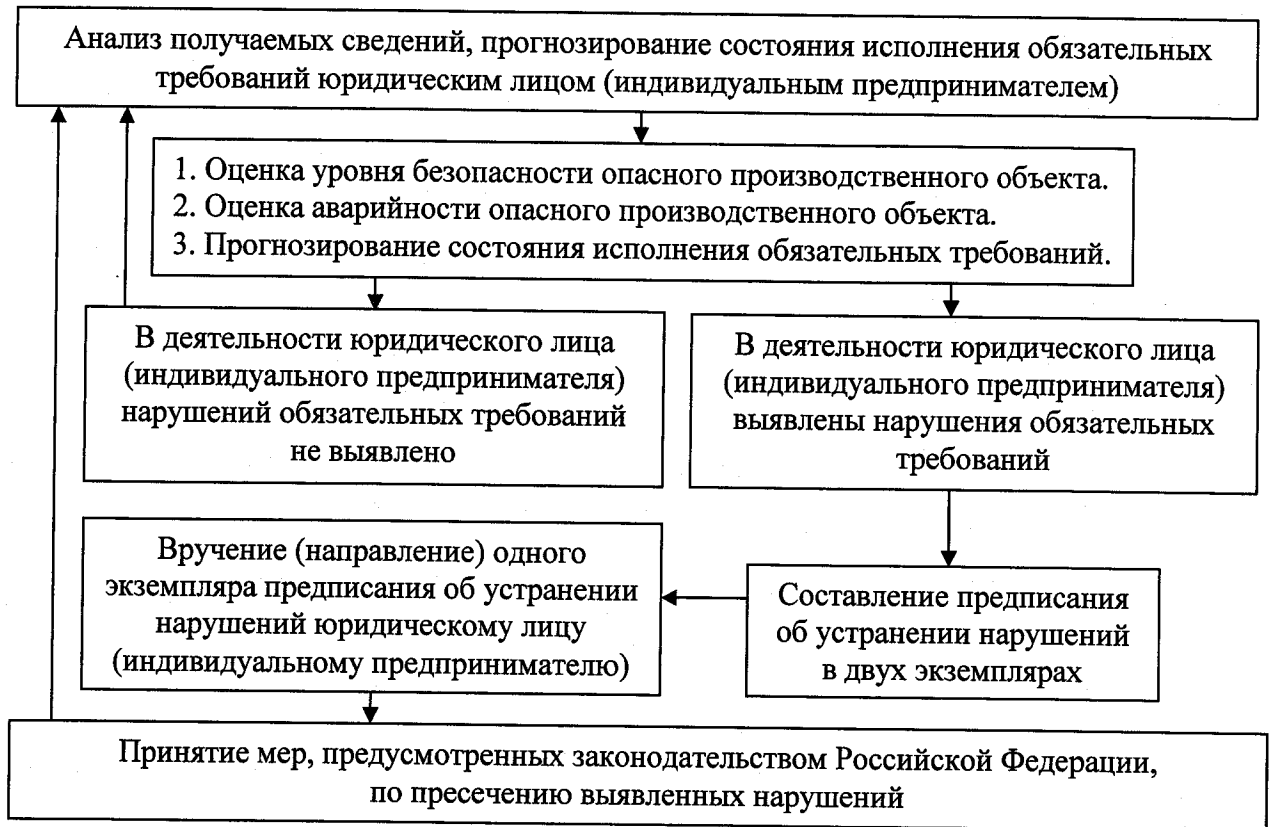 Анализ получаемых сведений, прогнозирование состояния исполнения обязательных
требований юридическим лицом (индивидуальным предпринимателем)
1. Оценка уровня безопасности опасного производственного объекта.
2. Оценка аварийности опасного производственного объекта.
3. Прогнозирование состояния исполнения обязательных требований.
В деятельности юридического лица
(индивидуального предпринимателя)
нарушений обязательных требований
не выявлено
В деятельности юридического лица
(индивидуального предпринимателя)
выявлены нарушения обязательных
требований
Вручение (направление) одного
экземпляра предписания об устранении
нарушений юридическому лицу
(индивидуальному предпринимателю)
Составление предписания
об устранении нарушений
в двух экземплярах
Принятие мер, предусмотренных законодательством Российской Федерации,
по пресечению выявленных нарушений